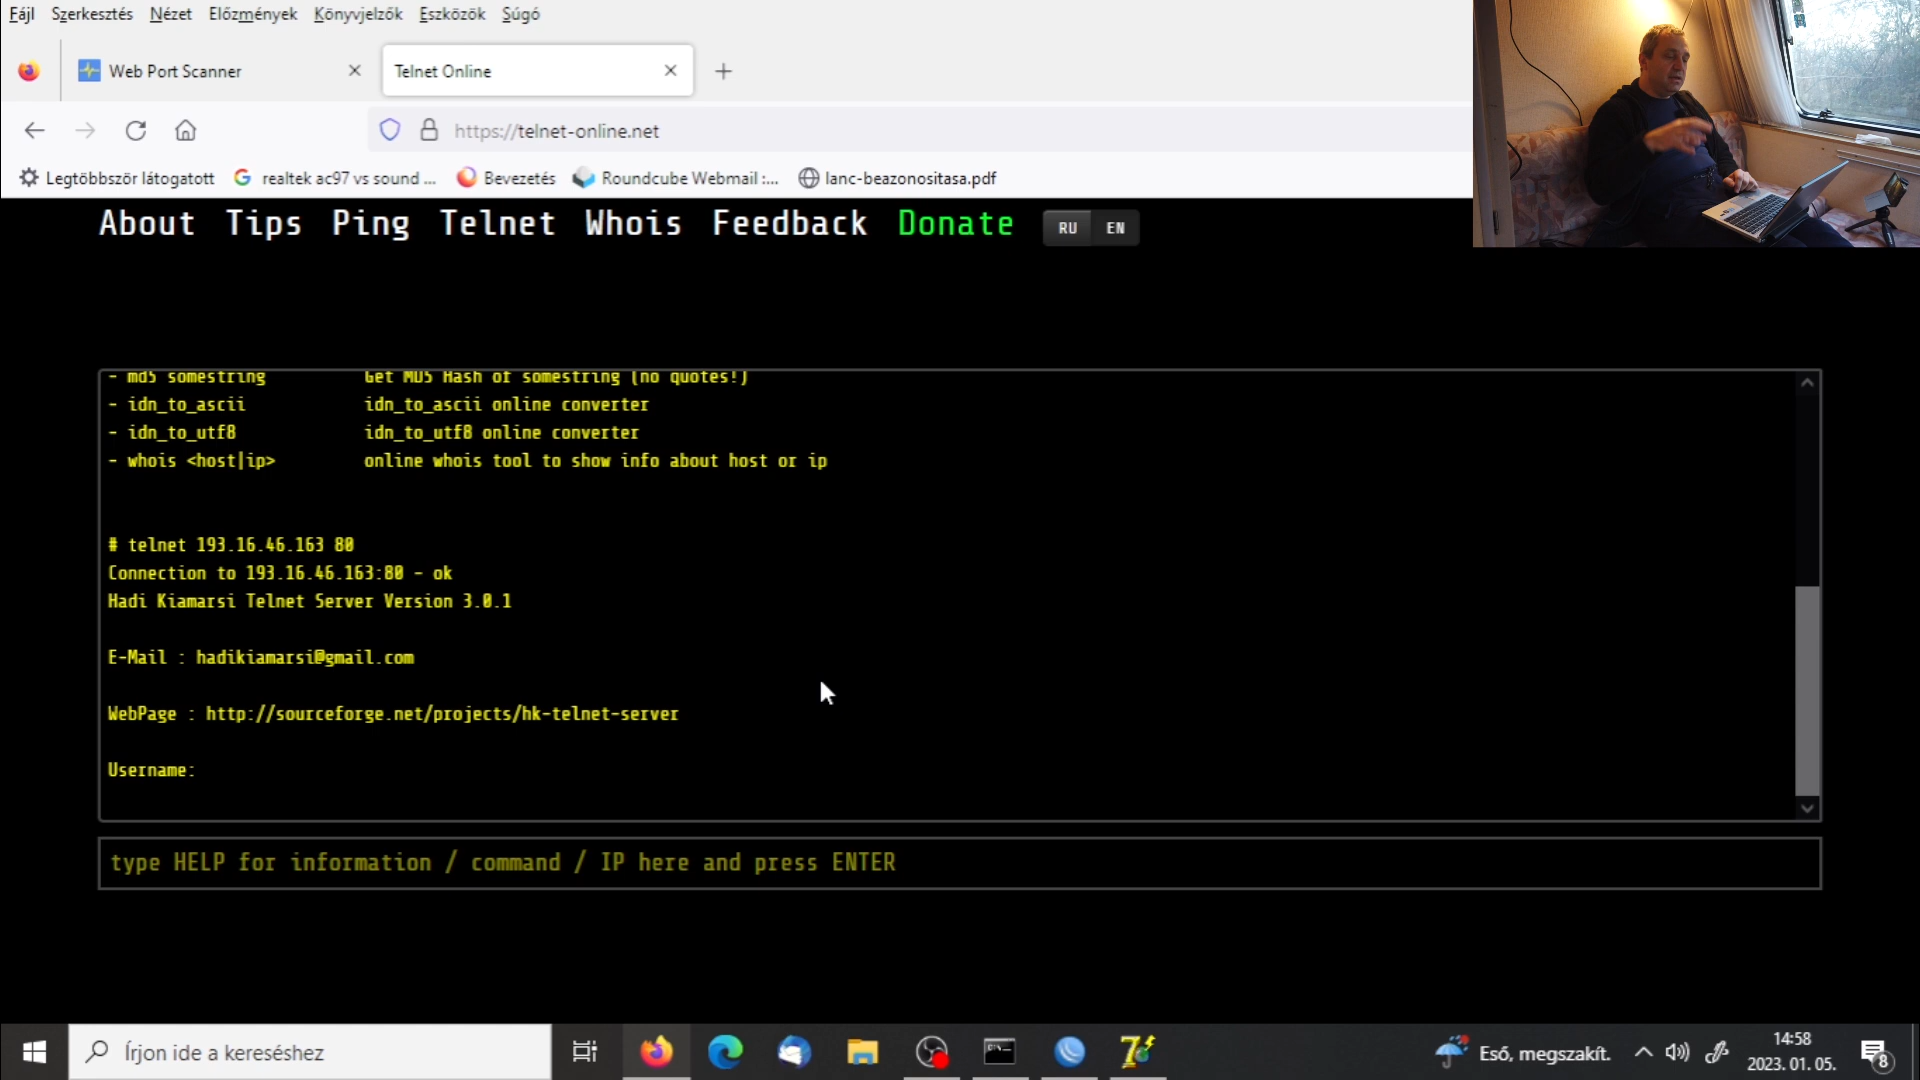 Fájl Szerkesztés Nézet Előzmények Könyvjelzők Eszközök Súgó
Web Port Scanner
Telnet Online
https://telnet-online.net
Legtöbbször látogatott
realtek ac97 vs sound ...
Bevezetés
Roundcube Webmail :...
lanc-beazonositasa.pdf
About Tips Ping Telnet Whois Feedback Donate RU EN
- md5 somestring Get MD5 Hash of somestring (no quotes!)
- idn_to_ascii idn_to_ascii online converter
- idn_to_utf8 idn_to_utf8 online converter
- whois <host|ip> online whois tool to show info about host or ip
# telnet 193.16.46.163 80
Connection to 193.16.46.163:80 - ok
Hadi Kiamarsi Telnet Server Version 3.0.1
E-Mail : hadikiamarsi@gmail.com
WebPage : http://sourceforge.net/projects/hk-telnet-server
Username:
type HELP for information / command / IP here and press ENTER
Írjon ide a kereséshez
Eső, megszakít.
14:58
2023. 01. 05.
8